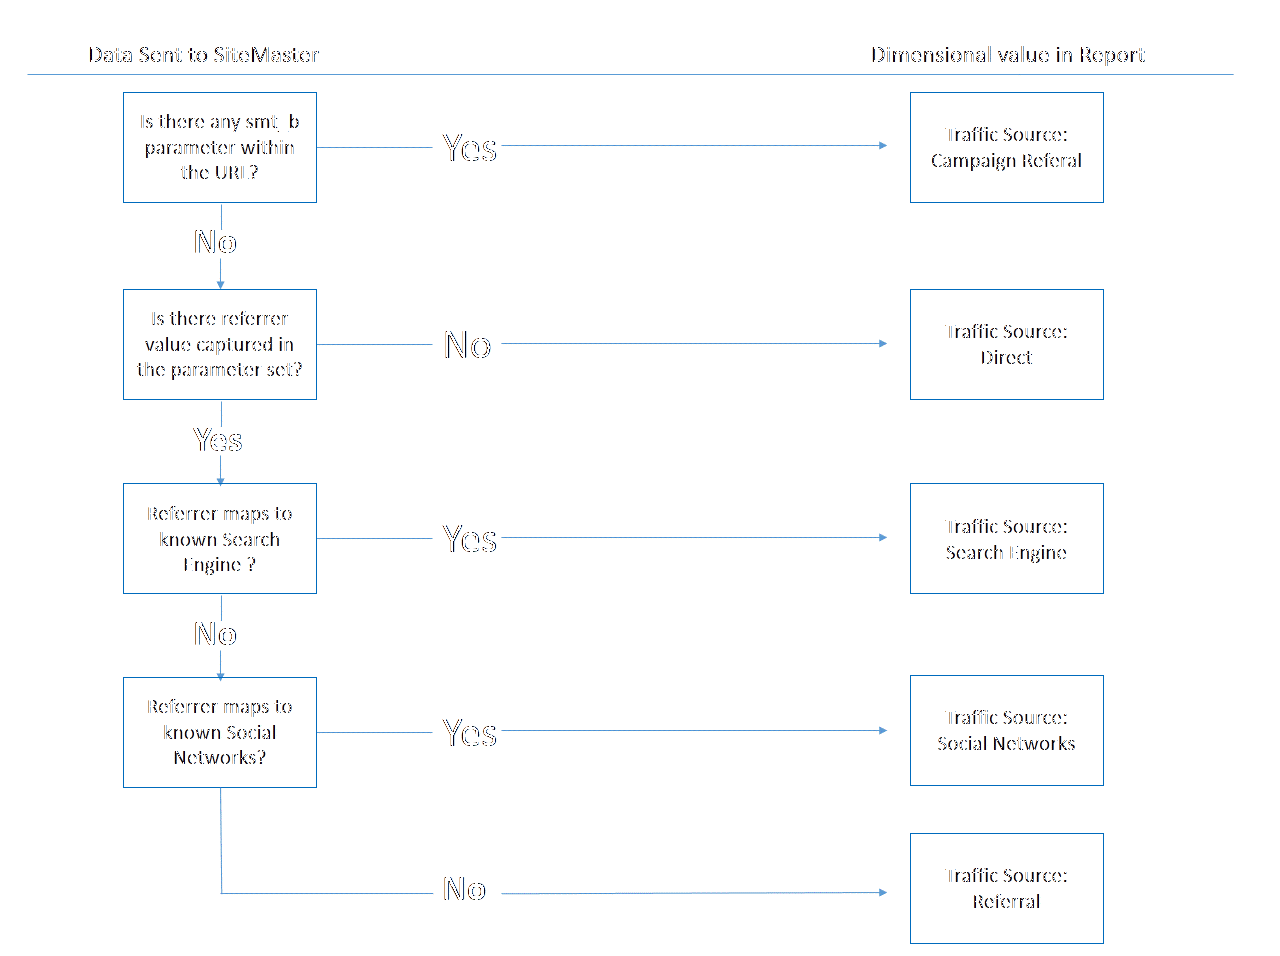 Data Sent to SiteMaster
Dimensional value in Report
Is there any smt_b
parameter within
the URL?
Yes
Traffic Source:
Campaign Referal
No
Is there referrer
value captured in
the parameter set?
No
Traffic Source:
Direct
Yes
Referrer maps to
known Search
Engine ?
Yes
Traffic Source:
Search Engine
No
Referrer maps to
known Social
Networks?
Yes
Traffic Source:
Social Networks
No
Traffic Source:
Referral